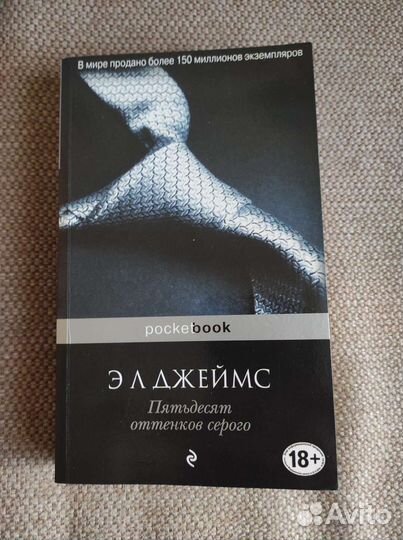 В мире продано более 150 миллионов экземпляров
pocketbook
Э Л ДЖЕЙМС
Пятьдесят
оттенков серого
18+
Avito